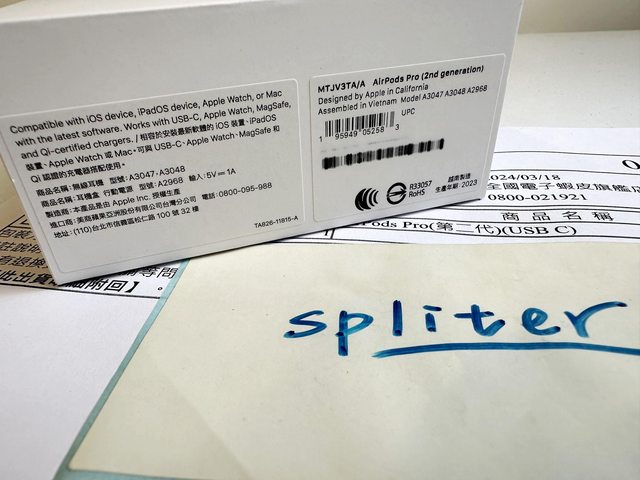 Compatible with iOS device, iPadOS device, Apple Watch, or Mac
with the latest software. Works with USB-C, Apple Watch, MagSafe,
and Qi-certified chargers. / 相容於安裝最新軟體的 iOS 裝置、iPadOS
裝置、Apple Watch 或 Mac。可與 USB-C、Apple Watch、MagSafe 和
Qi 認證的充電器搭配使用。
商品名稱:無線耳機 型號:A3047、A3048
商品名稱:耳機盒 行動電源 型號:A2968 輸入:5V⎓1A
製造商:本產品是由 Apple Inc. 授權生產
進口商:美商蘋果亞洲股份有限公司台灣分公司 電話:0800-095-988
地址:(110)台北市信義區松仁路 100 號 32 樓
TA826-11815-A
MTJV3TA/A AirPods Pro (2nd generation)
Designed by Apple in California
Assembled in Vietnam Model A3047 A3048 A2968
UPC
1 95949 05258 3
R33057
RoHS
越南製造
生產年期:2023
2024/03/18
全國電子蝦皮旗艦
0800-021921
商品名稱
Pods Pro(第二代)(USB C)
此出貨
附回】。
spliter